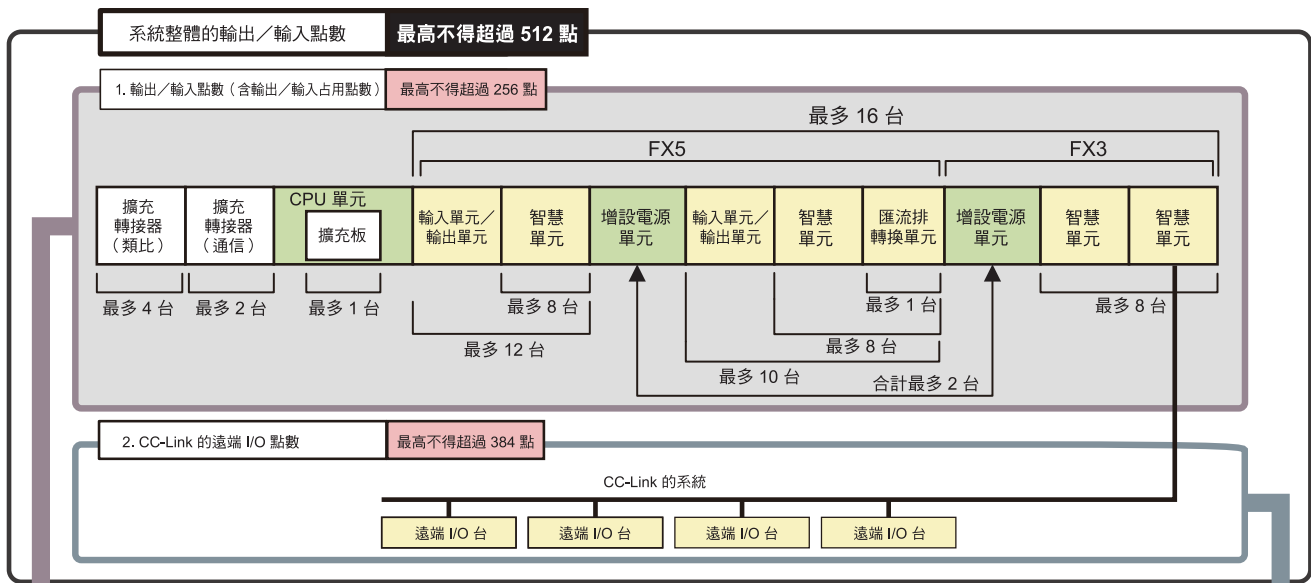 系統整體的輸出／輸入點數
最高不得超過 512 點
1. 輸出／輸入點數（含輸出／輸入占用點數）
最高不得超過 256 點
最多 16 台
FX5
FX3
擴充
轉接器
（類比）
擴充
轉接器
（通信）
CPU 單元
擴充板
輸入單元／
輸出單元
智慧
單元
增設電源
單元
輸入單元／
輸出單元
智慧
單元
匯流排
轉換單元
增設電源
單元
智慧
單元
智慧
單元
最多 4 台
最多 2 台
最多 1 台
最多 8 台
最多 1 台
最多 8 台
最多 12 台
最多 8 台
最多 10 台
合計最多 2 台
2. CC-Link 的遠端 I/O 點數
最高不得超過 384 點
CC-Link 的系統
遠端 I/O 台
遠端 I/O 台
遠端 I/O 台
遠端 I/O 台